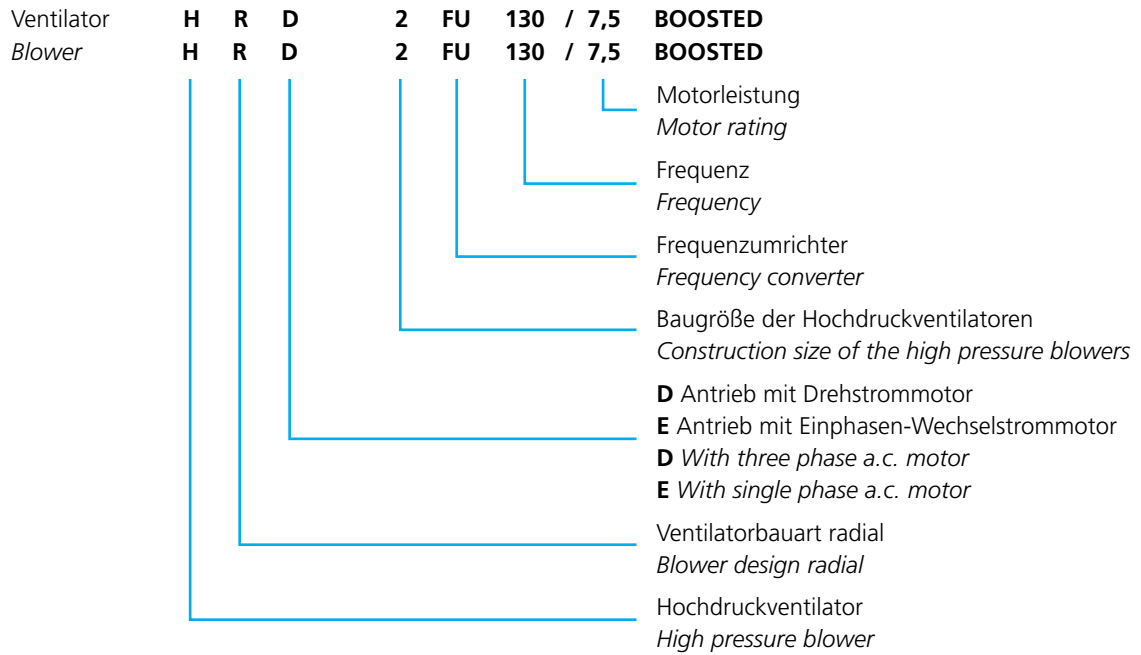 Ventilator H R D 2 FU 130 / 7,5 BOOSTED
Blower H R D 2 FU 130 / 7,5 BOOSTED
Motorleistung
Motor rating
Frequenz
Frequency
Frequenzumrichter
Frequency converter
Baugröße der Hochdruckventilatoren
Construction size of the high pressure blowers
D Antrieb mit Drehstrommotor
E Antrieb mit Einphasen-Wechselstrommotor
D With three phase a.c. motor
E With single phase a.c. motor
Ventilatorbauart radial
Blower design radial
Hochdruckventilator
High pressure blower